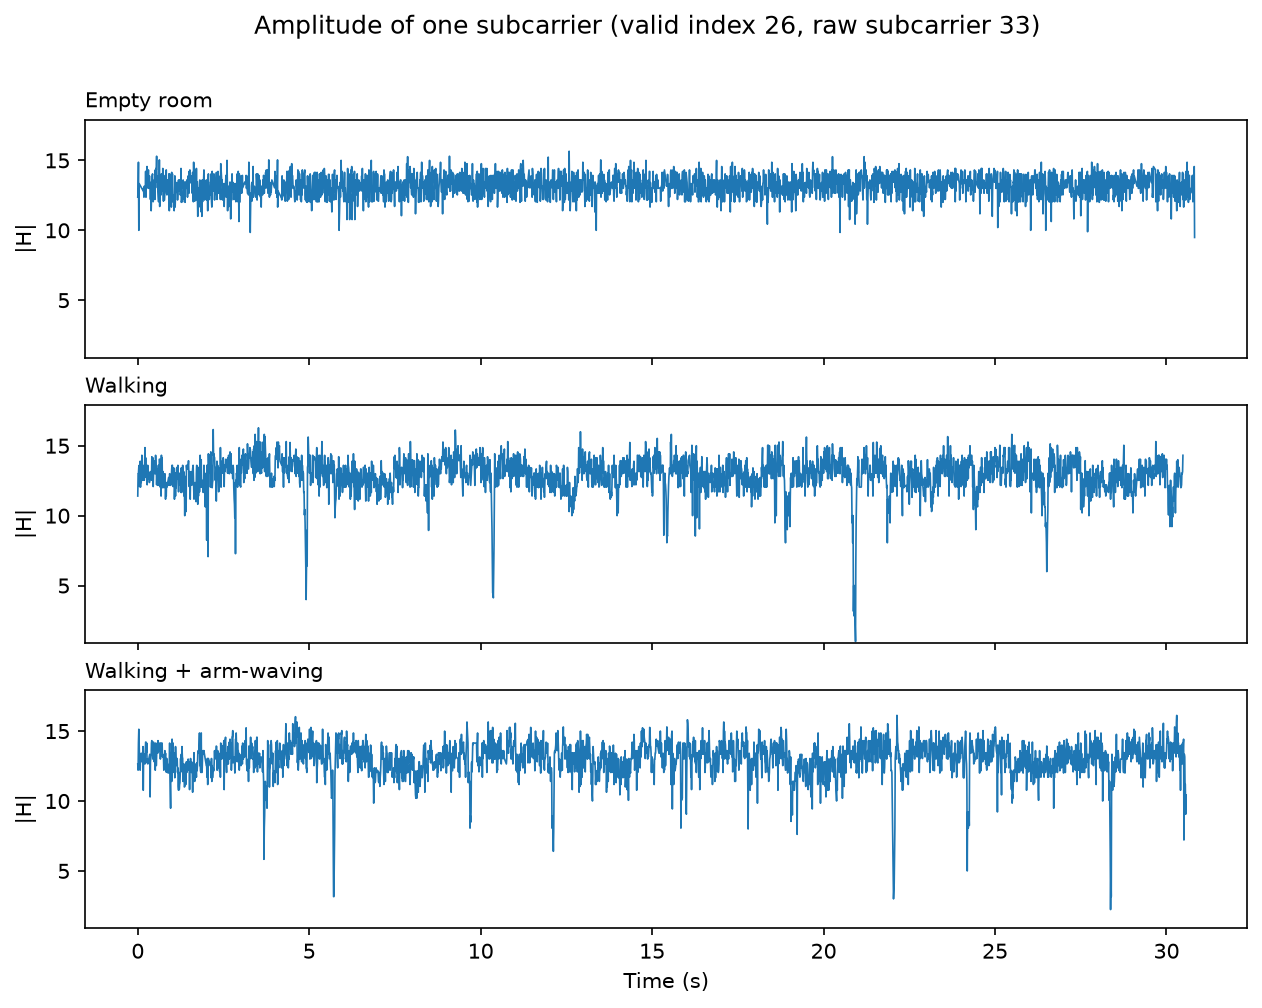 Amplitude of one subcarrier (valid index 26, raw subcarrier 33)
Empty room
15
10
5
|H|
Walking
15
10
5
|H|
Walking + arm-waving
15
10
5
|H|
0 5 10 15 20 25 30
Time (s)